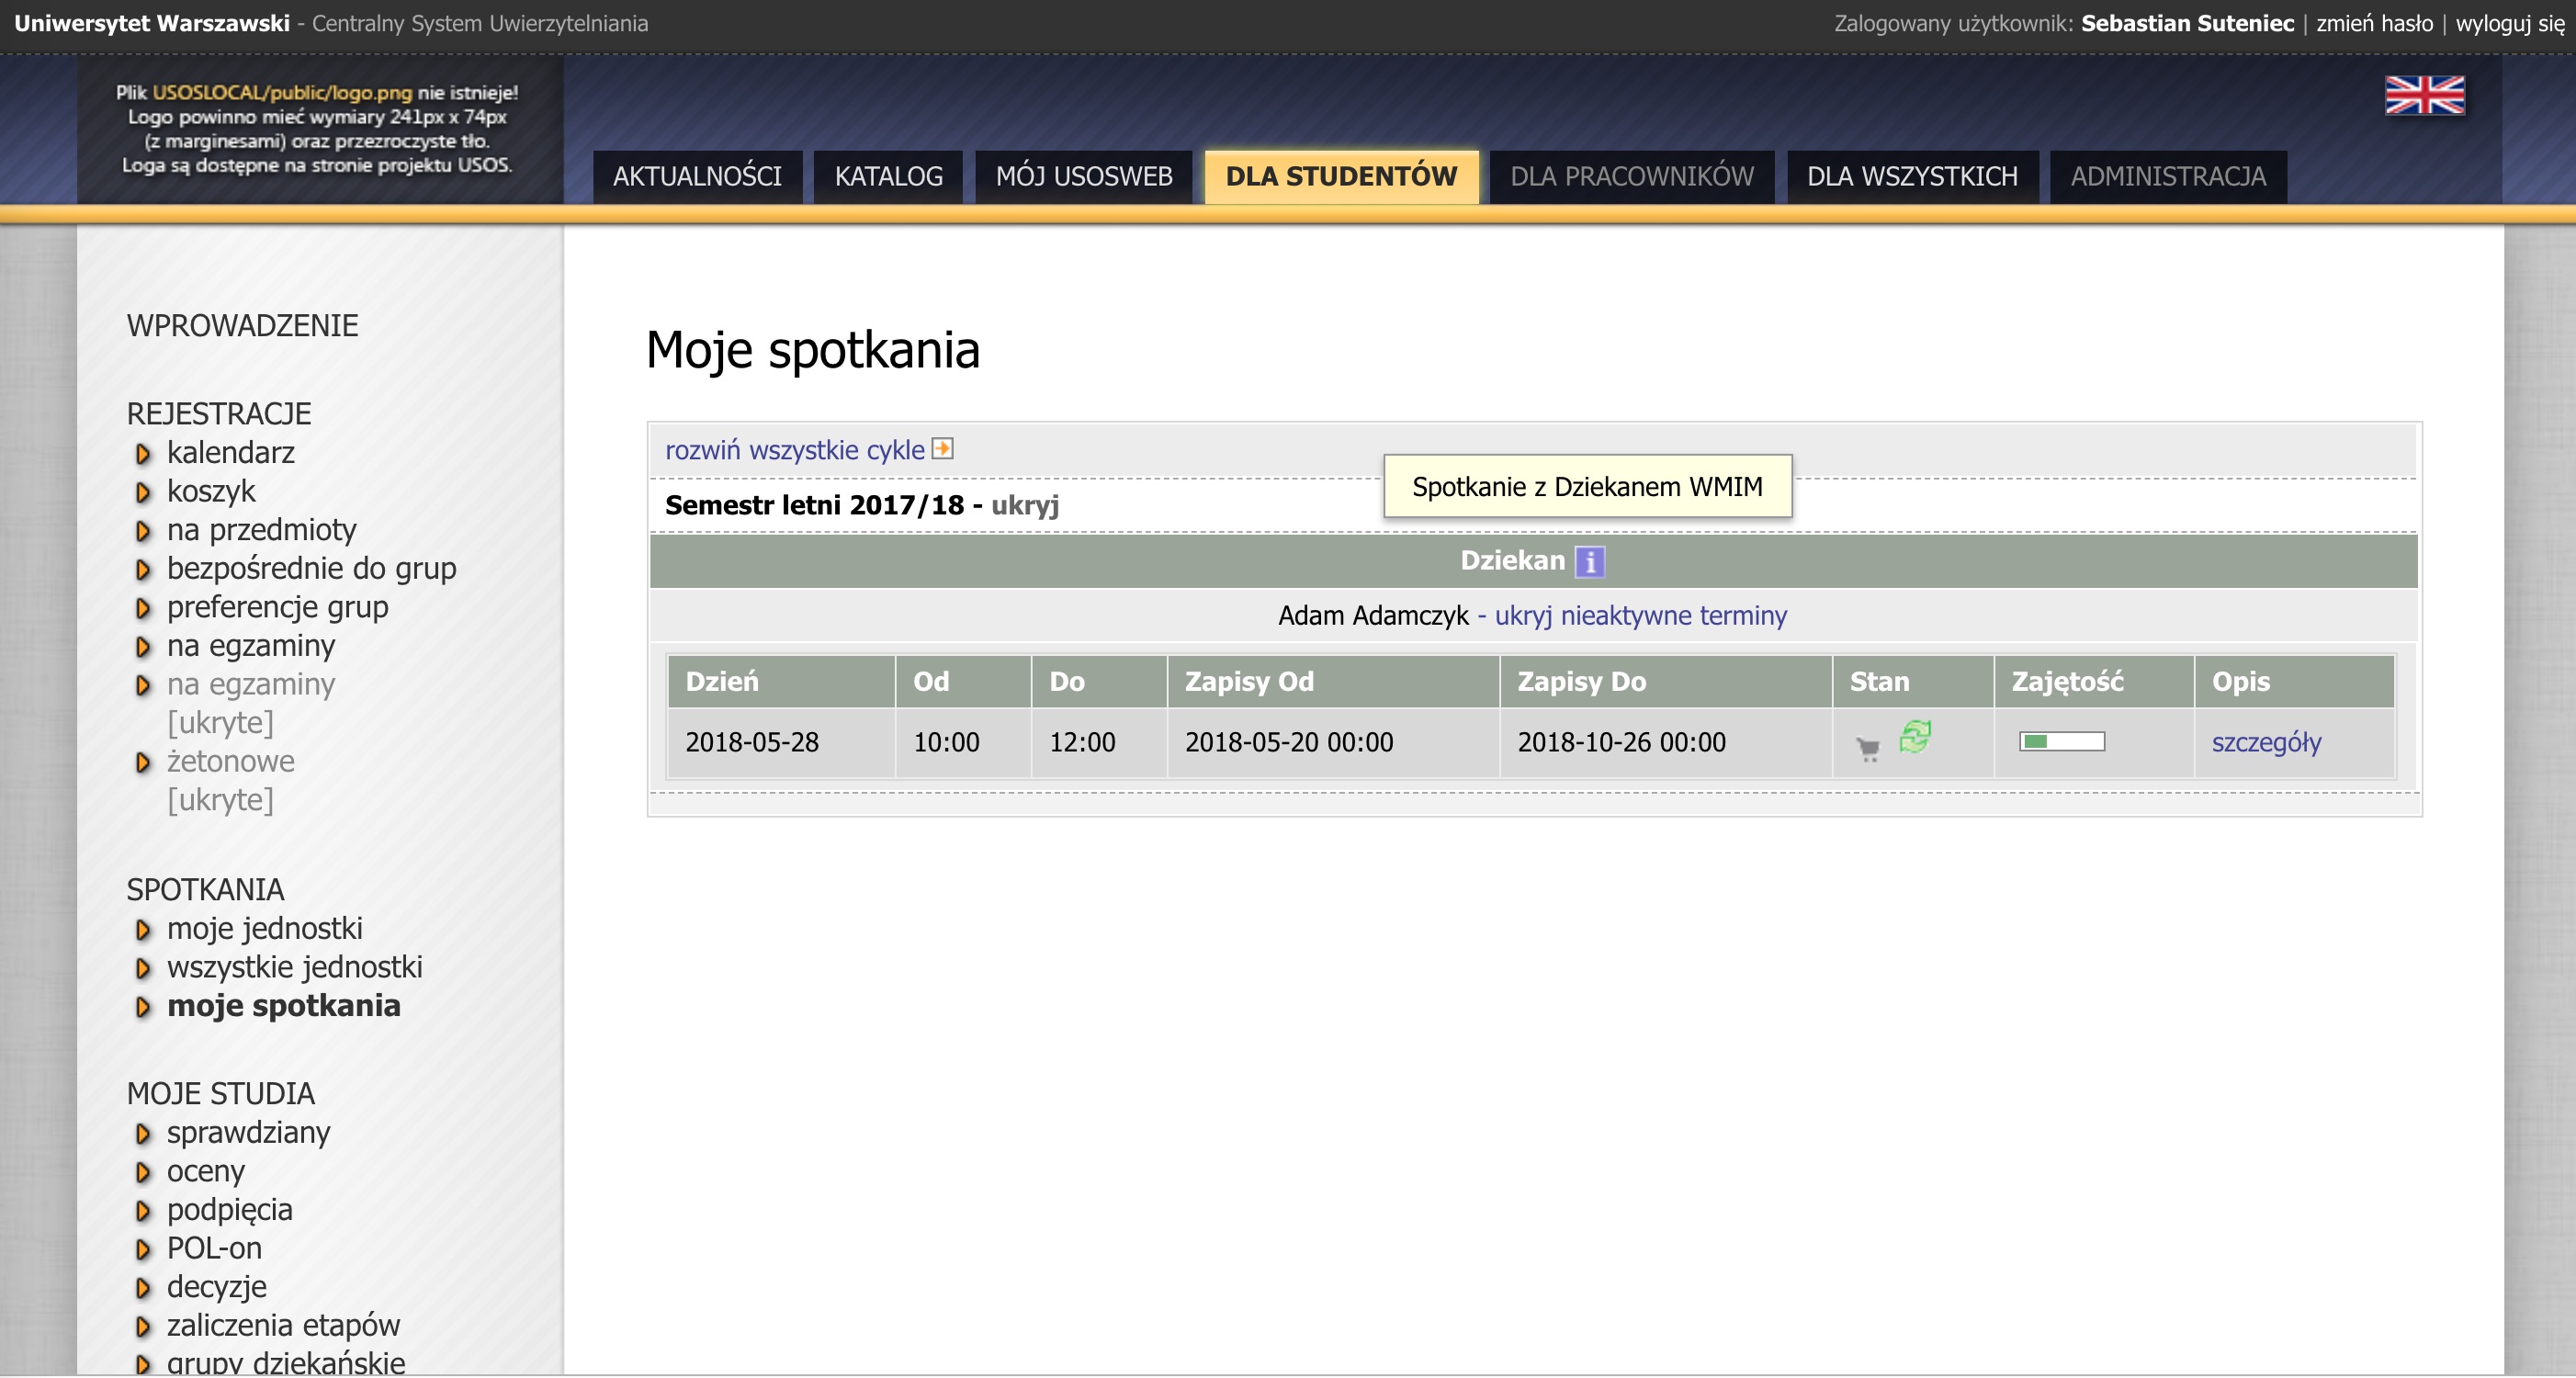 Uniwersytet Warszawski - Centralny System Uwierzytelniania
Zalogowany użytkownik: Sebastian Suteniec | zmień hasło | wyloguj się
Plik USOSLOCAL/public/logo.png nie istnieje!
Logo powinno mieć wymiary 241px x 74px
(z marginesami) oraz przezroczyste tło.
Loga są dostępne na stronie projektu USOS.
AKTUALNOŚCI KATALOG MÓJ USOSWEB DLA STUDENTÓW DLA PRACOWNIKÓW DLA WSZYSTKICH ADMINISTRACJA
WPROWADZENIE
REJESTRACJE
kalendarz
koszyk
na przedmioty
bezpośrednie do grup
preferencje grup
na egzaminy
na egzaminy
[ukryte]
żetonowe
[ukryte]
SPOTKANIA
moje jednostki
wszystkie jednostki
moje spotkania
MOJE STUDIA
sprawdziany
oceny
podpięcia
POL-on
decyzje
zaliczenia etapów
grupy dziekańskie
Moje spotkania
rozwiń wszystkie cykle
Spotkanie z Dziekanem WMIM
Semestr letni 2017/18 - ukryj
Dziekan i
Adam Adamczyk - ukryj nieaktywne terminy
Dzień Od Do Zapisy Od Zapisy Do Stan Zajętość Opis
2018-05-28 10:00 12:00 2018-05-20 00:00 2018-10-26 00:00 szczegóły